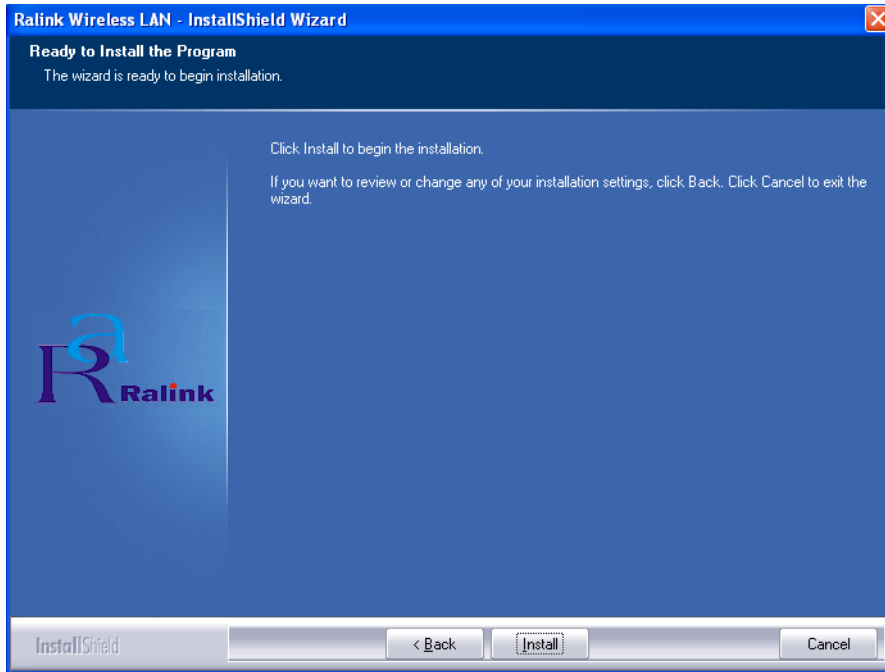 Ralink Wireless LAN - InstallShield Wizard
Ready to Install the Program
The wizard is ready to begin installation.
Click Install to begin the installation.
If you want to review or change any of your installation settings, click Back. Click Cancel to exit the
wizard.
Ra
Ralink
InstallShield
< Back
Install
Cancel